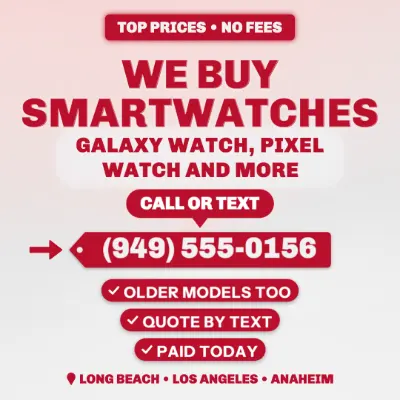 TOP PRICES • NO FEES
WE BUY
SMARTWATCHES
GALAXY WATCH, PIXEL
WATCH AND MORE
CALL OR TEXT
(949) 555-0156
OLDER MODELS TOO
QUOTE BY TEXT
PAID TODAY
LONG BEACH • LOS ANGELES • ANAHEIM